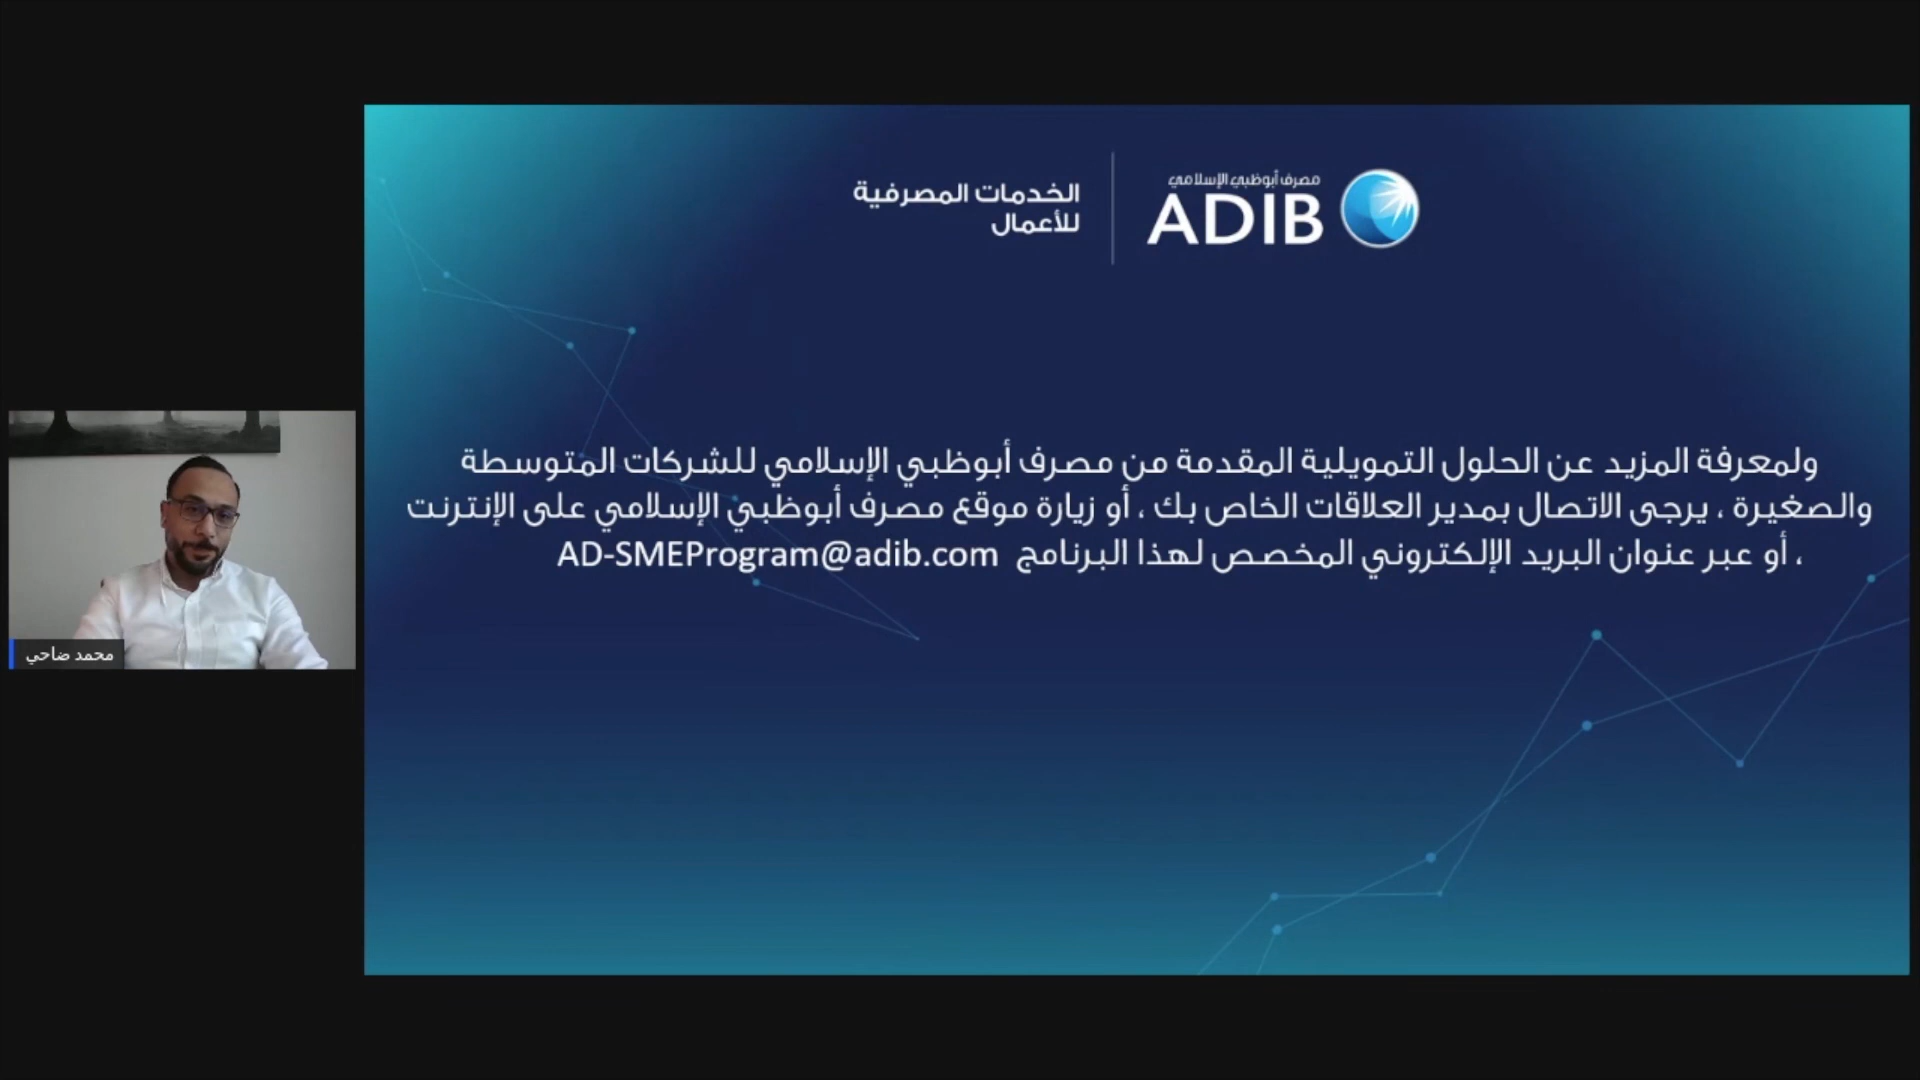 مصرف أبوظبي الإسلامي
ADIB
الخدمات المصرفية
للأعمال
ولمعرفة المزيد عن الحلول التمويلية المقدمة من مصرف أبوظبي الإسلامي للشركات المتوسطة
والصغيرة ، يرجى الاتصال بمدير العلاقات الخاص بك ، أو زيارة موقع مصرف أبوظبي الإسلامي على الإنترنت
، أو عبر عنوان البريد الإلكتروني المخصص لهذا البرنامج AD-SMEProgram@adib.com
محمد ضاحي